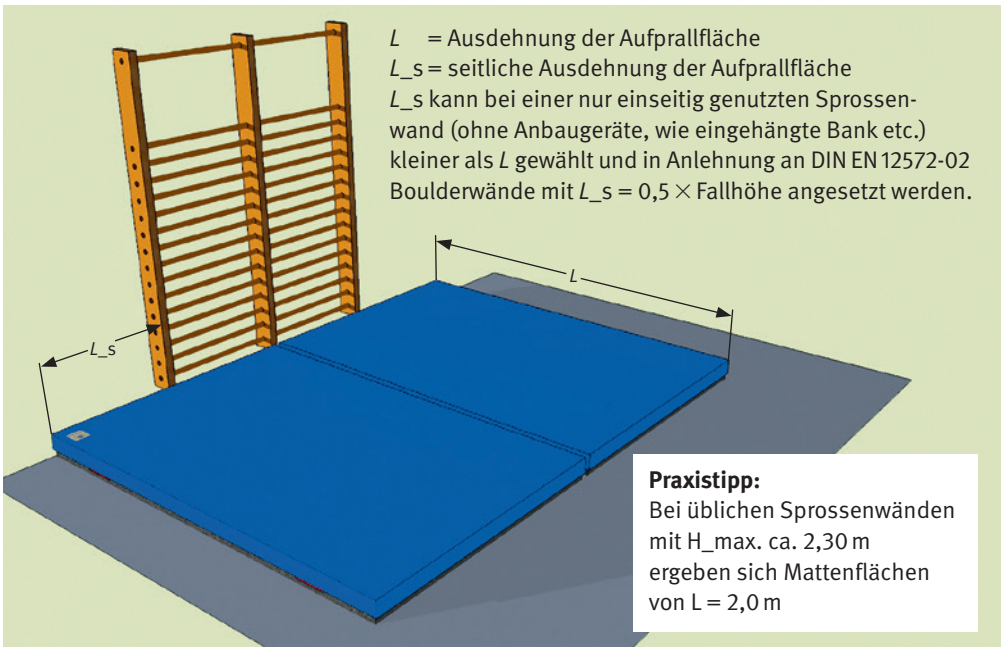 L = Ausdehnung der Aufprallfläche
L_s = seitliche Ausdehnung der Aufprallfläche
L_s kann bei einer nur einseitig genutzten Sprossen-
wand (ohne Anbaugeräte, wie eingehängte Bank etc.)
kleiner als L gewählt und in Anlehnung an DIN EN 12572-02
Boulderwände mit L_s = 0,5 × Fallhöhe angesetzt werden.
L
L_s
Praxistipp:
Bei üblichen Sprossenwänden
mit H_max. ca. 2,30 m
ergeben sich Mattenflächen
von L = 2,0 m